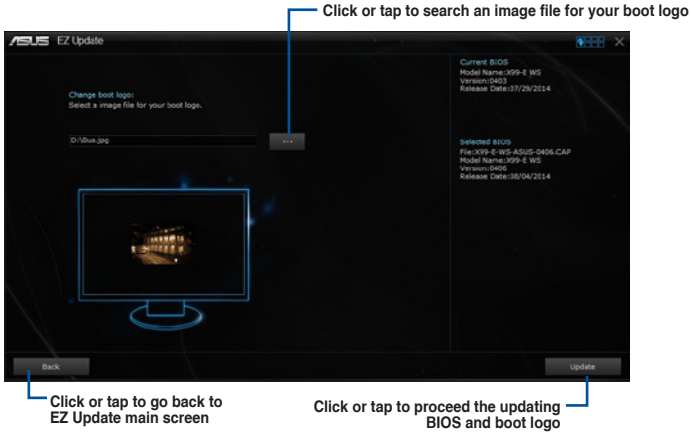 Click or tap to search an image file for your boot logo
ASUS EZ Update
Current BIOS
Model Name:X99-E WS
Version:0403
Release Date:37/29/2014
Change boot logo:
Select a image file for your boot logo.
D:\Bus.jpg
...
Selected BIOS
File:X99-E-WS-ASUS-0406.CAP
Model Name:X99-E WS
Version:0406
Release Date:38/04/2014
Back
Update
Click or tap to go back to
EZ Update main screen
Click or tap to proceed the updating
BIOS and boot logo